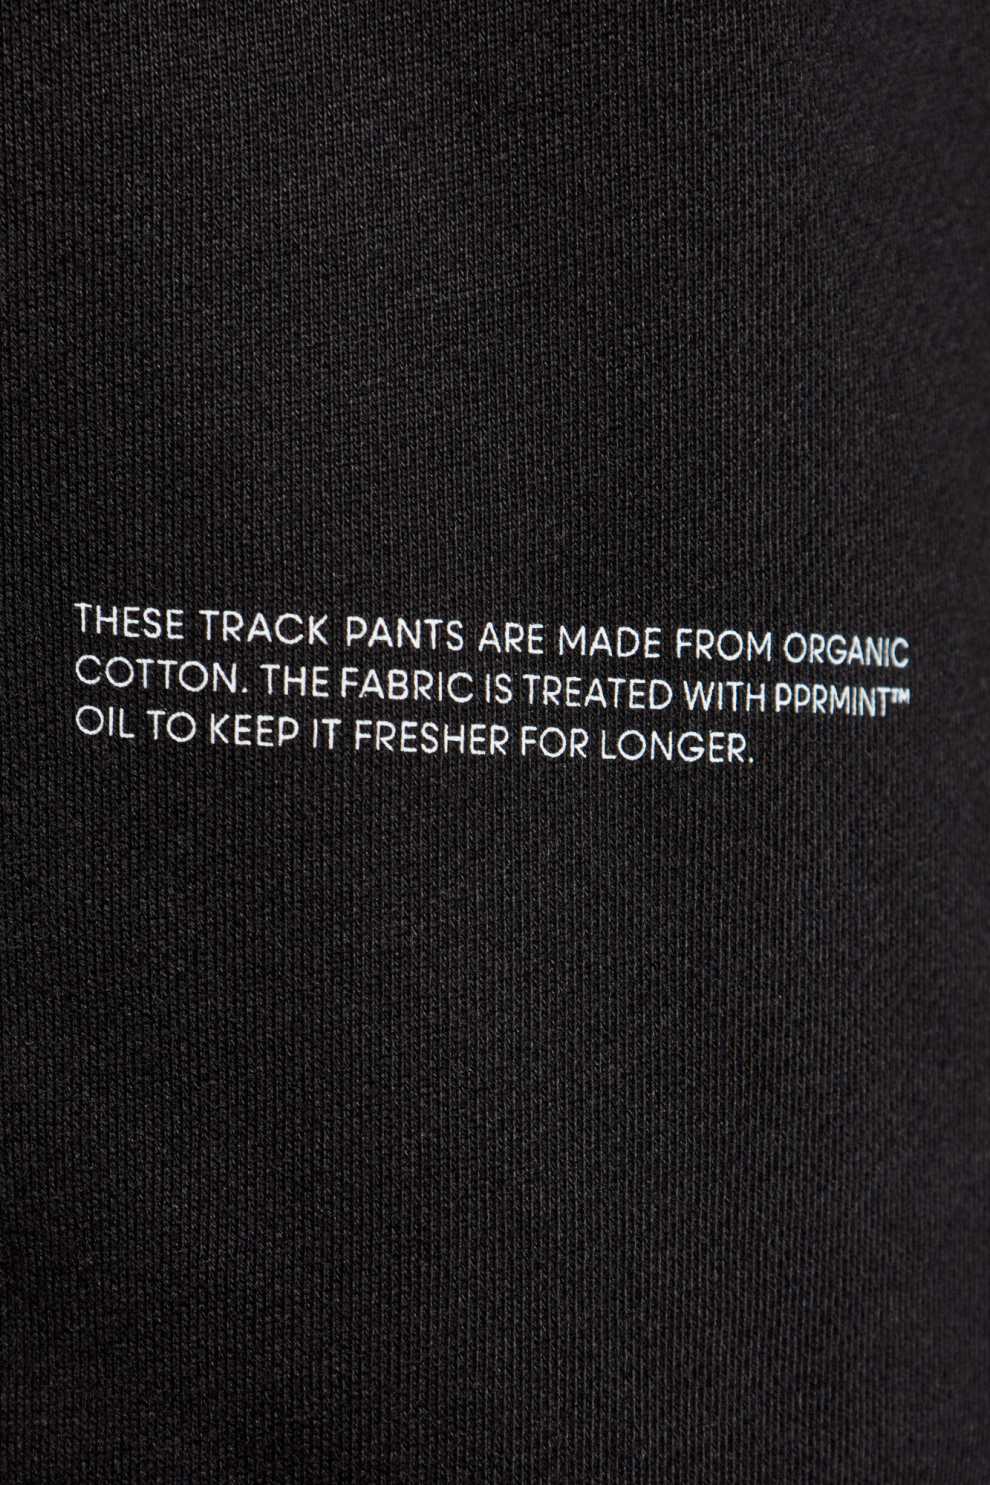 THESE TRACK PANTS ARE MADE FROM ORGANIC
COTTON. THE FABRIC IS TREATED WITH PPRMINT™
OIL TO KEEP IT FRESHER FOR LONGER.